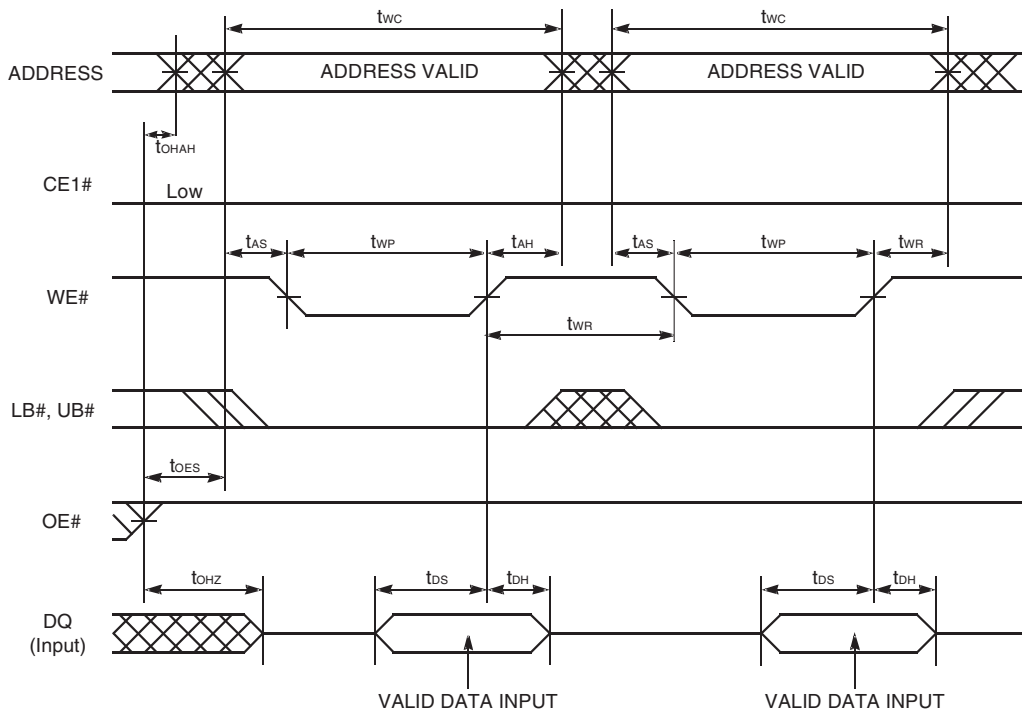 tWC tWC
ADDRESS ADDRESS VALID ADDRESS VALID
tOHAH
CE1# Low
tAS tWP tAH tAS tWP tWR
WE#
tWR
LB#, UB#
tOES
OE#
tOHZ tDS tDH tDS tDH
DQ
(Input)
VALID DATA INPUT VALID DATA INPUT